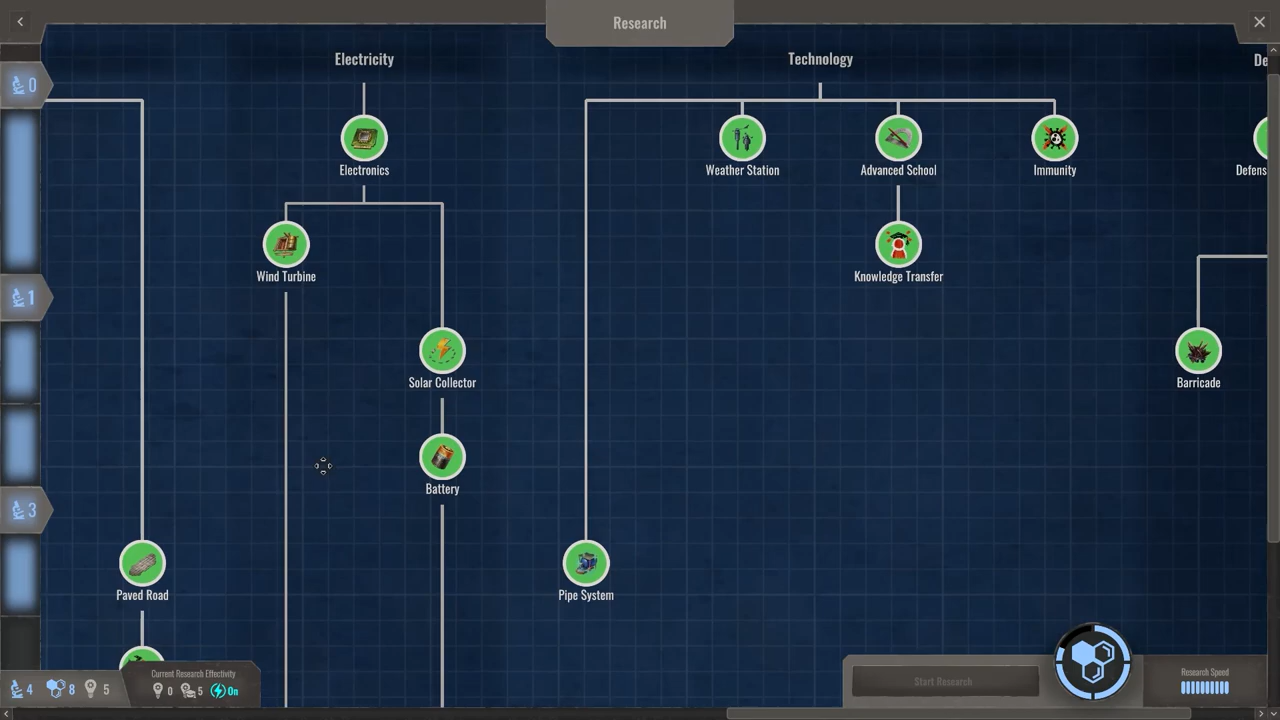 Research
Electricity
Technology
De
0
Electronics
Weather Station
Advanced School
Immunity
Defens
Wind Turbine
Knowledge Transfer
1
Solar Collector
Barricade
Battery
3
Paved Road
Pipe System
Current Research Effectivity
4 8 5
0 5 On
Start Research
Research Speed